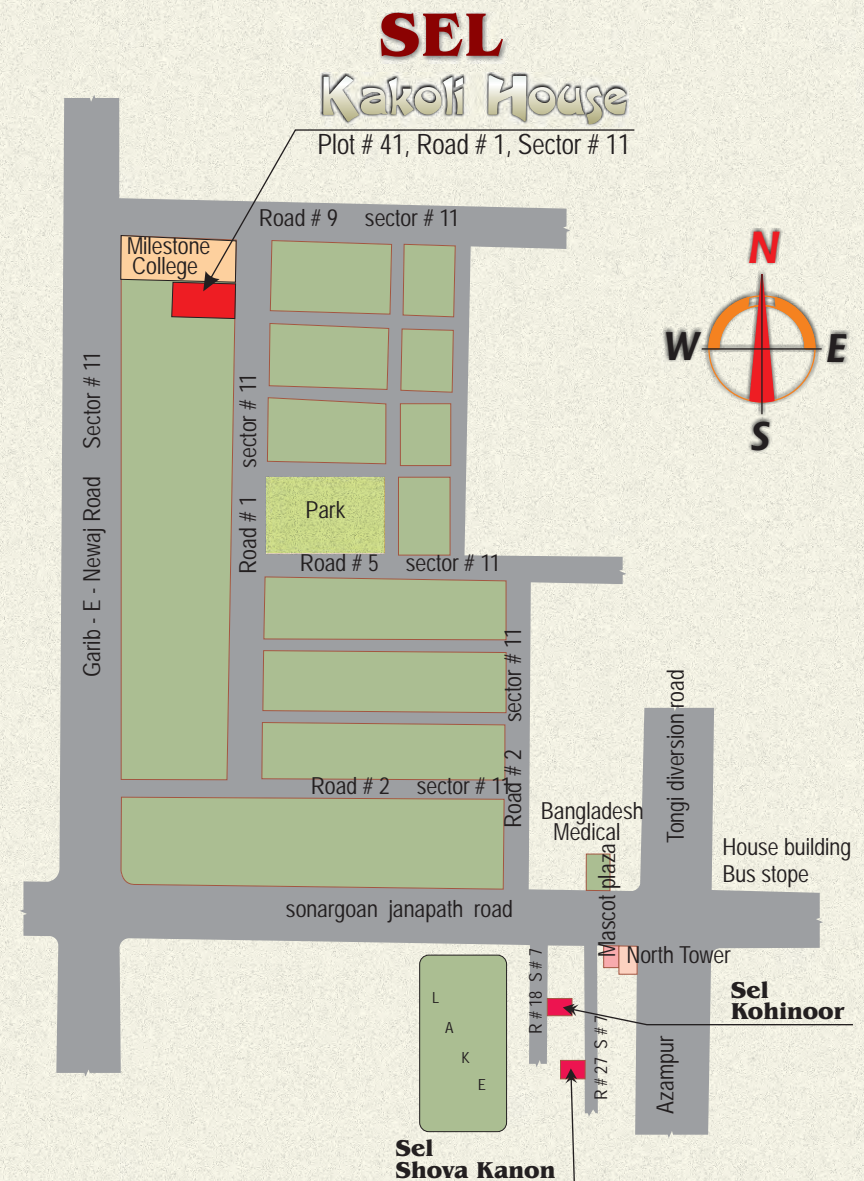 SEL
Kakoli House
Plot # 41, Road # 1, Sector # 11
Road # 9 sector # 11
Milestone
College
N
W E
S
Garib - E - Newaj Road Sector # 11
Road # 1 sector # 11
Park
Road # 5 sector # 11
Road # 2 sector # 11
Road # 2 sector # 11
Tongi diversion road
Bangladesh
Medical
House building
Bus stope
Mascot plaza
sonargoan janapath road
North Tower
R # 18 S # 7
Sel
Kohinoor
L
A
K
E
R # 27 S # 7
Azampur
Sel
Shova Kanon